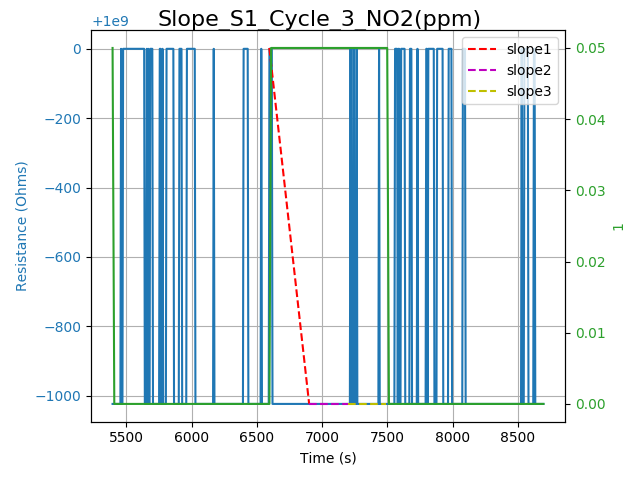 Slope_S1_Cycle_3_NO2(ppm)
+1e9
slope1
slope2
slope3
0
−200
−400
−600
−800
−1000
Resistance (Ohms)
0.05
0.04
0.03
0.02
0.01
0.00
1
5500 6000 6500 7000 7500 8000 8500
Time (s)